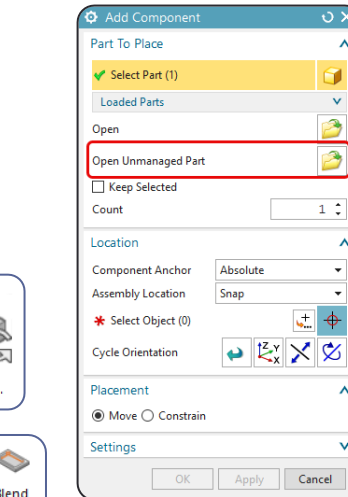 Add Component
Part To Place
Select Part (1)
Loaded Parts
Open
Open Unmanaged Part
Keep Selected
Count 1
Location
Component Anchor Absolute
Assembly Location Snap
* Select Object (0)
Cycle Orientation
Placement
Move Constrain
Settings
OK Apply Cancel